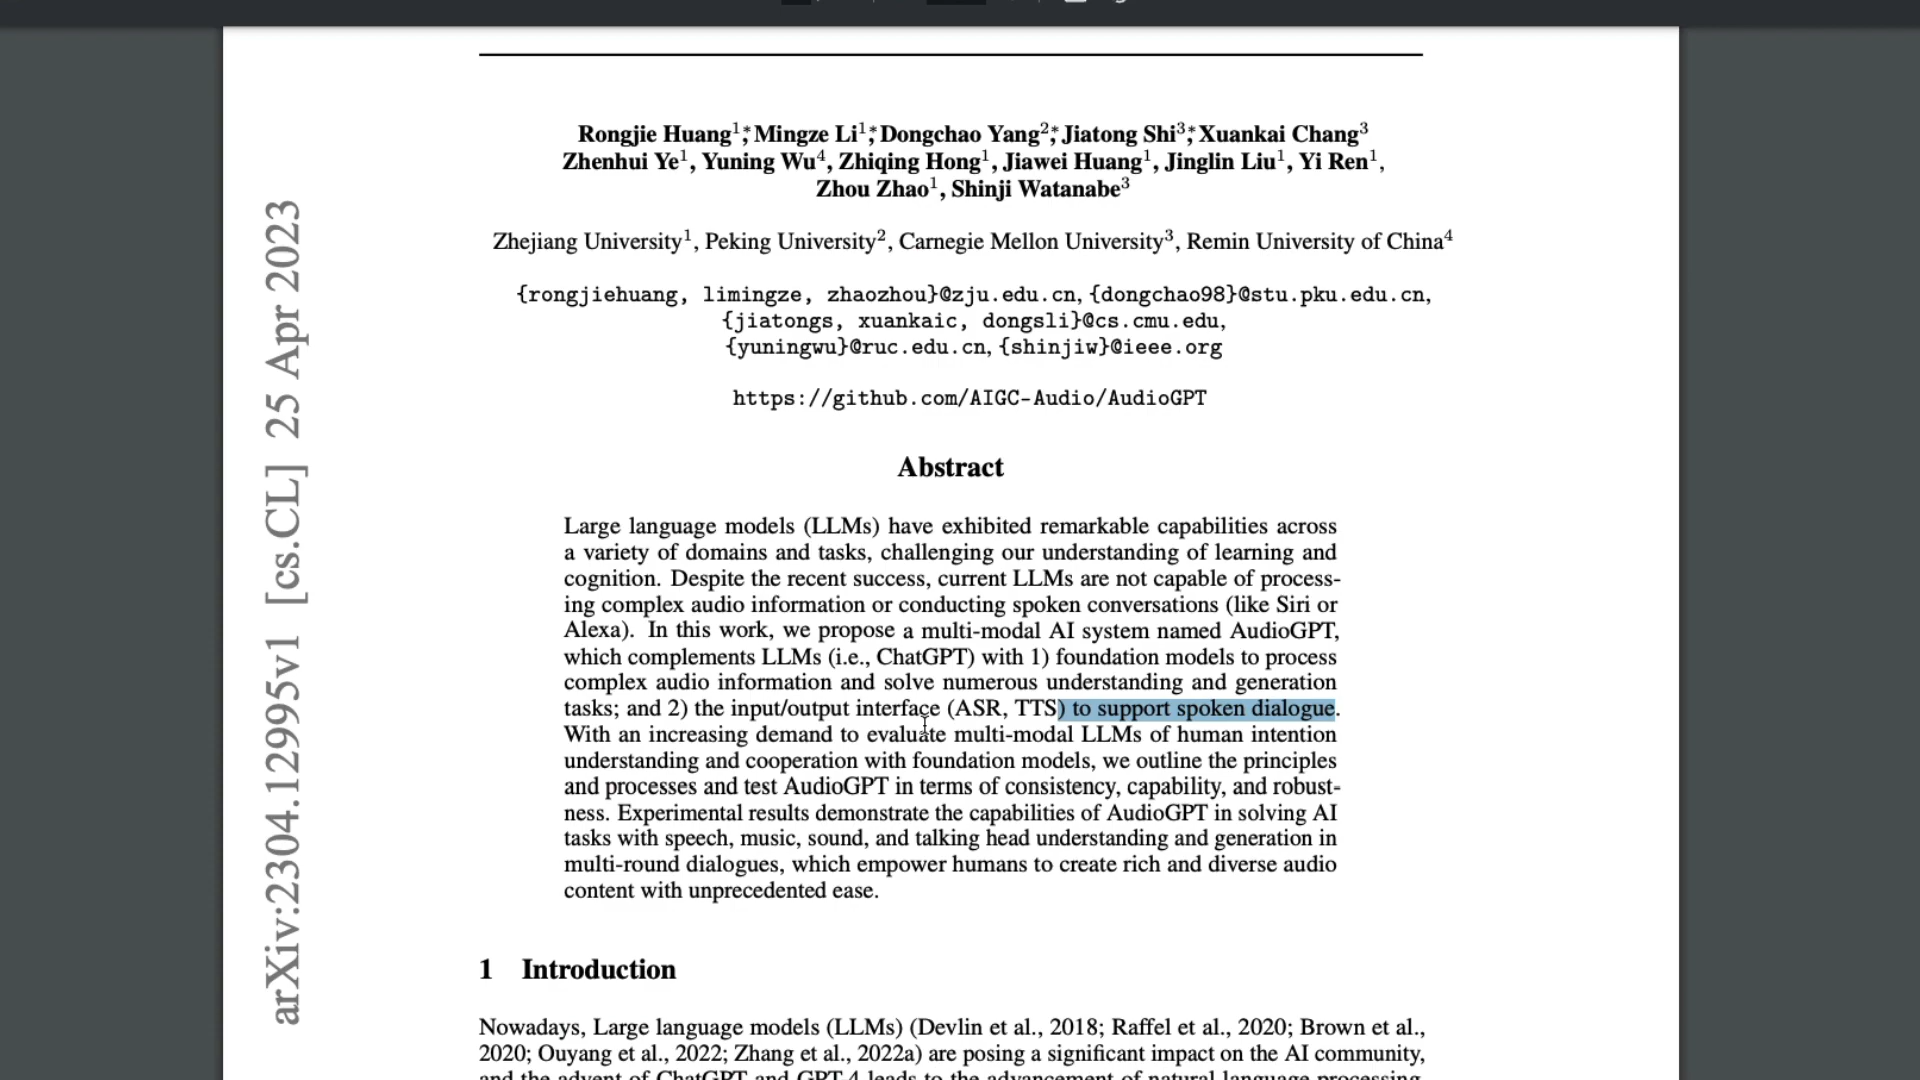 Rongjie Huang1*, Mingze Li1*, Dongchao Yang2*, Jiatong Shi3*, Xuankai Chang3
Zhenhui Ye1, Yuning Wu4, Zhiqing Hong1, Jiawei Huang1, Jinglin Liu1, Yi Ren1,
Zhou Zhao1, Shinji Watanabe3
Zhejiang University1, Peking University2, Carnegie Mellon University3, Remin University of China4
{rongjiehuang, limingze, zhaozhou}@zju.edu.cn, {dongchao98}@stu.pku.edu.cn,
{jiatongs, xuankaic, dongsli}@cs.cmu.edu,
{yuningwu}@ruc.edu.cn, {shinjiw}@ieee.org
https://github.com/AIGC-Audio/AudioGPT
arXiv:2304.12995v1 [cs.CL] 25 Apr 2023
Abstract
Large language models (LLMs) have exhibited remarkable capabilities across
a variety of domains and tasks, challenging our understanding of learning and
cognition. Despite the recent success, current LLMs are not capable of process-
ing complex audio information or conducting spoken conversations (like Siri or
Alexa). In this work, we propose a multi-modal AI system named AudioGPT,
which complements LLMs (i.e., ChatGPT) with 1) foundation models to process
complex audio information and solve numerous understanding and generation
tasks; and 2) the input/output interface (ASR, TTS) to support spoken dialogue.
With an increasing demand to evaluate multi-modal LLMs of human intention
understanding and cooperation with foundation models, we outline the principles
and processes and test AudioGPT in terms of consistency, capability, and robust-
ness. Experimental results demonstrate the capabilities of AudioGPT in solving AI
tasks with speech, music, sound, and talking head understanding and generation in
multi-round dialogues, which empower humans to create rich and diverse audio
content with unprecedented ease.
1 Introduction
Nowadays, Large language models (LLMs) (Devlin et al., 2018; Raffel et al., 2020; Brown et al.,
2020; Ouyang et al., 2022; Zhang et al., 2022a) are posing a significant impact on the AI community,
and the advent of ChatGPT and GPT-4 leads to the advancement of natural language processing.